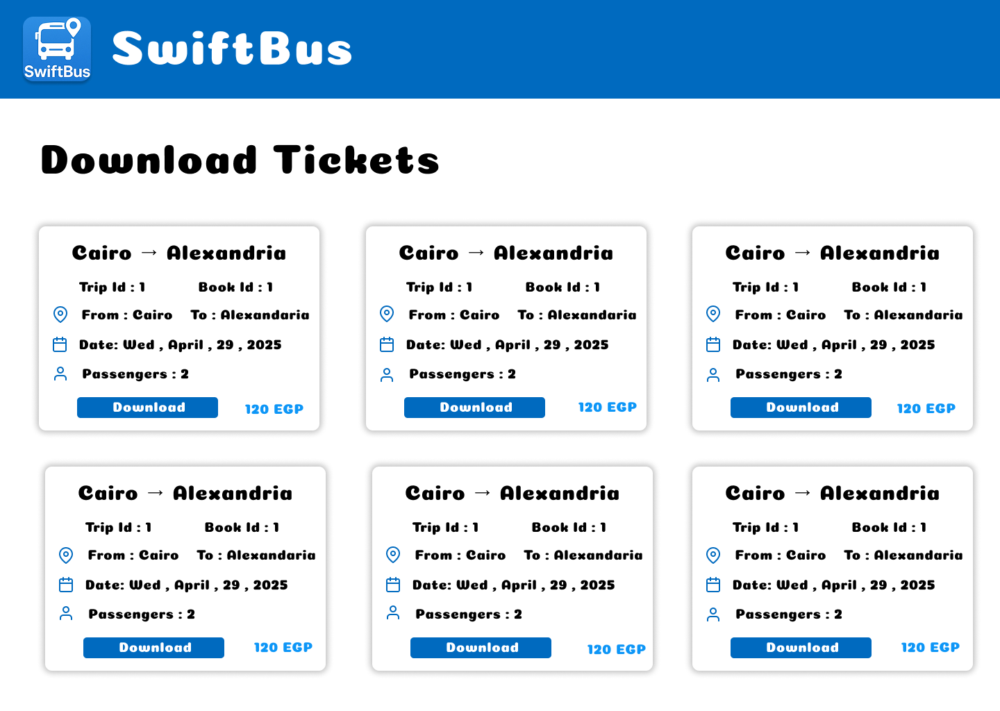 SwiftBus
SwiftBus
Download Tickets
Cairo → Alexandria
Trip Id : 1 Book Id : 1
From : Cairo To : Alexandaria
Date: Wed , April , 29 , 2025
Passengers : 2
Download 120 EGP
Cairo → Alexandria
Trip Id : 1 Book Id : 1
From : Cairo To : Alexandaria
Date: Wed , April , 29 , 2025
Passengers : 2
Download 120 EGP
Cairo → Alexandria
Trip Id : 1 Book Id : 1
From : Cairo To : Alexandaria
Date: Wed , April , 29 , 2025
Passengers : 2
Download 120 EGP
Cairo → Alexandria
Trip Id : 1 Book Id : 1
From : Cairo To : Alexandaria
Date: Wed , April , 29 , 2025
Passengers : 2
Download 120 EGP
Cairo → Alexandria
Trip Id : 1 Book Id : 1
From : Cairo To : Alexandaria
Date: Wed , April , 29 , 2025
Passengers : 2
Download 120 EGP
Cairo → Alexandria
Trip Id : 1 Book Id : 1
From : Cairo To : Alexandaria
Date: Wed , April , 29 , 2025
Passengers : 2
Download 120 EGP